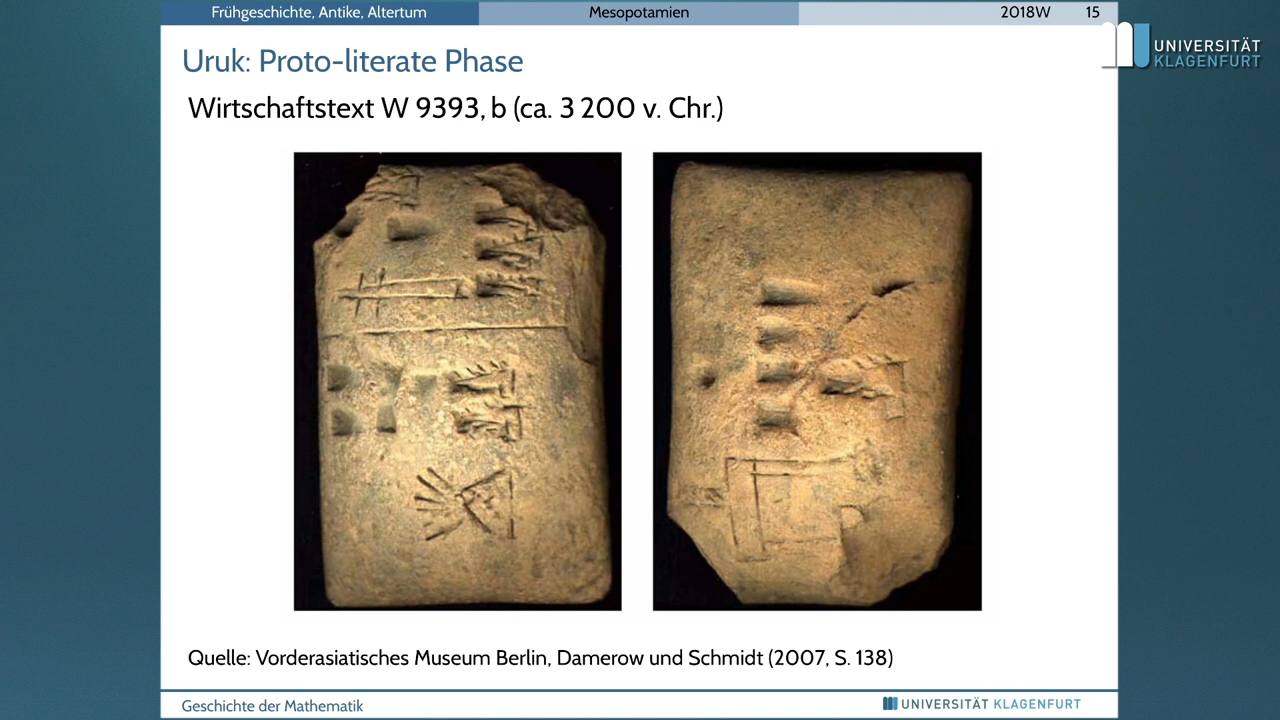 Frühgeschichte, Antike, Altertum Mesopotamien 2018W 15
UNIVERSITÄT
KLAGENFURT
Uruk: Proto-literate Phase
Wirtschaftstext W 9393, b (ca. 3 200 v. Chr.)
Quelle: Vorderasiatisches Museum Berlin, Damerow und Schmidt (2007, S. 138)
Geschichte der Mathematik UNIVERSITÄT KLAGENFURT